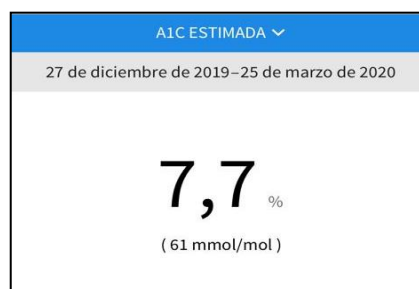 A1C ESTIMADA
27 de diciembre de 2019–25 de marzo de 2020
7,7 %
( 61 mmol/mol )